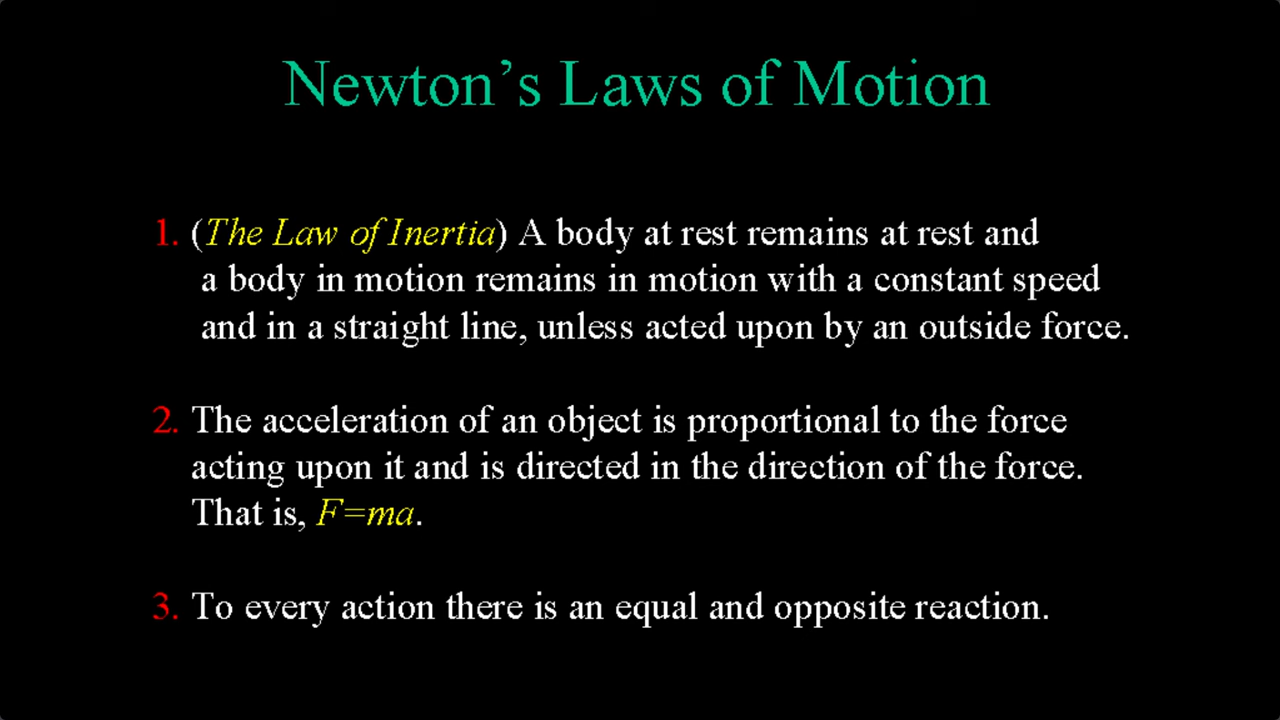 Newton’s Laws of Motion
1. (The Law of Inertia) A body at rest remains at rest and
a body in motion remains in motion with a constant speed
and in a straight line, unless acted upon by an outside force.
2. The acceleration of an object is proportional to the force
acting upon it and is directed in the direction of the force.
That is, F=ma.
3. To every action there is an equal and opposite reaction.